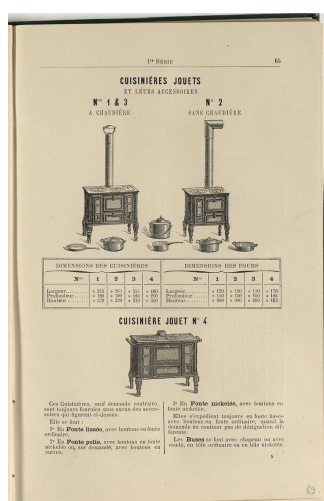 1re Série 65
CUISINIÈRES JOUETS
ET LEURS ACCESSOIRES
Nos 1 & 3
A CHAUDIÈRE
N° 2
SANS CHAUDIÈRE
DIMENSIONS DES CUISINIÈRES
Nos 1 2 3 4
Largeur
Profondeur
Hauteur
DIMENSIONS DES FOURS
Nos 1 2 3 4
Largeur
Profondeur
Hauteur
CUISINIÈRE JOUET N° 4
Ces Cuisinières, sauf demande contraire,
sont toujours fournies sans aucun des accessoires
qui figurent ci-dessus.
Elle se font :
1° En Fonte lissée, avec boutons en fonte
ordinaire.
2° En Fonte polie, avec boutons en fonte
nickelée ou, sur demande, avec boutons en
cuivre.
3° En Fonte nickelée, avec boutons en
fonte nickelée.
Elles s'expédient toujours en fonte lissée
avec boutons en fonte ordinaire, quand la
demande ne contient pas de désignation différente.
Les Buses se font avec chapeau ou avec
coude, en tôle ordinaire ou en tôle nickelée.
5
69